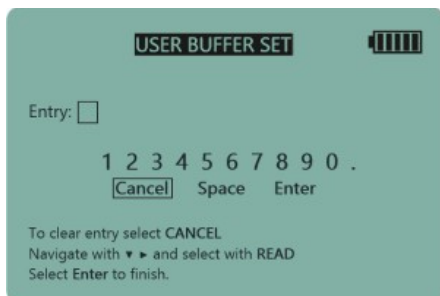 USER BUFFER SET
Entry:
1 2 3 4 5 6 7 8 9 0 .
Cancel Space Enter
To clear entry select CANCEL
Navigate with ▼ ► and select with READ
Select Enter to finish.